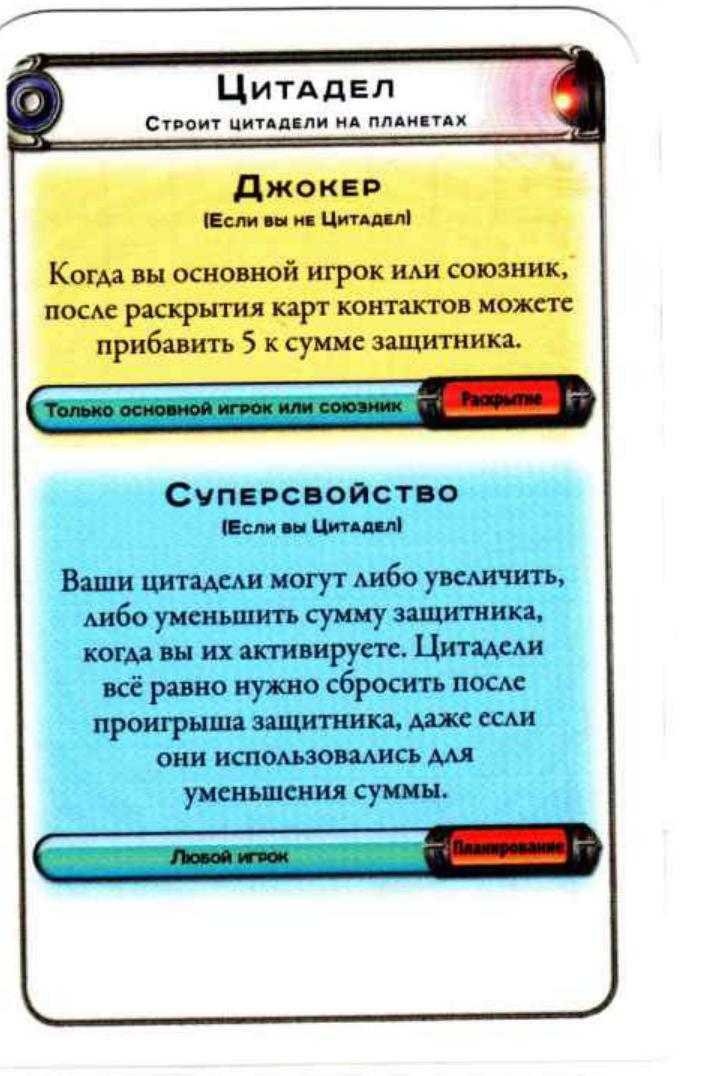 Цитадел
Строит цитадели на планетах
Джокер
(Если вы не Цитадел)
Когда вы основной игрок или союзник,
после раскрытия карт контактов можете
прибавить 5 к сумме защитника.
Только основной игрок или союзник
Раскрытие
Суперсвойство
(Если вы Цитадел)
Ваши цитадели могут либо увеличить,
либо уменьшить сумму защитника,
когда вы их активируете. Цитадели
всё равно нужно сбросить после
проигрыша защитника, даже если
они использовались для
уменьшения суммы.
Любой игрок
Планирование